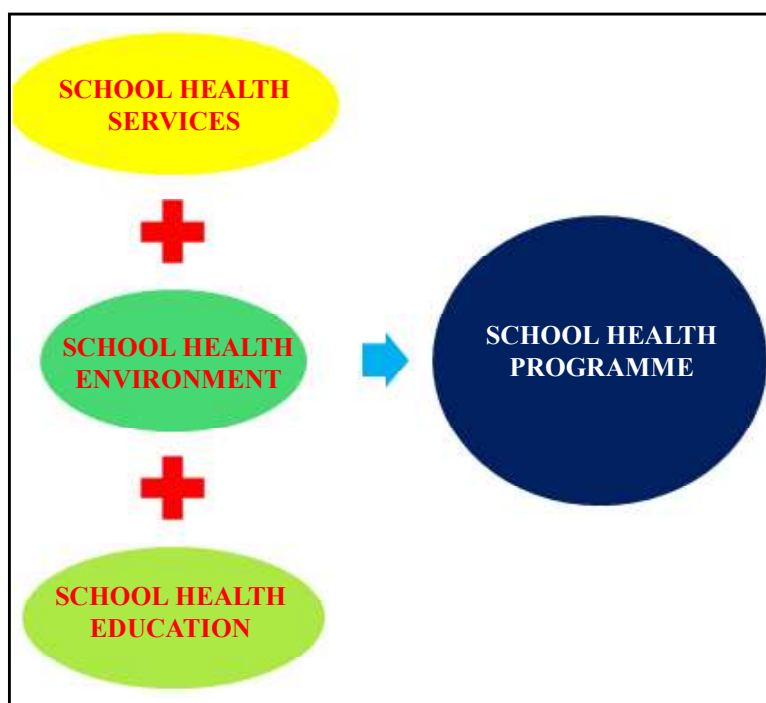 SCHOOL HEALTH
SERVICES
SCHOOL HEALTH
ENVIRONMENT
SCHOOL HEALTH
PROGRAMME
SCHOOL HEALTH
EDUCATION